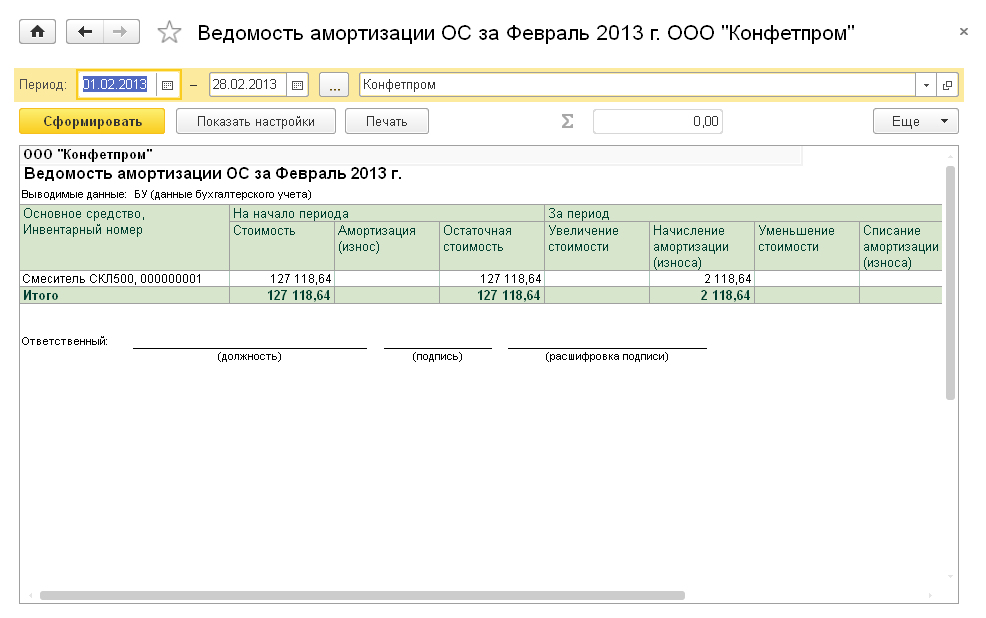 Ведомость амортизации ОС за Февраль 2013 г. ООО "Конфетпром"
Период: 01.02.2013 – 28.02.2013 ... Конфетпром
Сформировать Показать настройки Печать Σ 0,00 Еще
ООО "Конфетпром"
Ведомость амортизации ОС за Февраль 2013 г.
Выводимые данные: БУ (данные бухгалтерского учета)
Основное средство, На начало периода За период
Инвентарный номер Стоимость Амортизация Остаточная Увеличение Начисление Уменьшение Списание
(износ) стоимость стоимости амортизации стоимости амортизации
(износа) (износа)
Смеситель СКЛ500, 000000001 127 118,64 127 118,64 2 118,64
Итого 127 118,64 127 118,64 2 118,64
Ответственный:
(должность) (подпись) (расшифровка подписи)